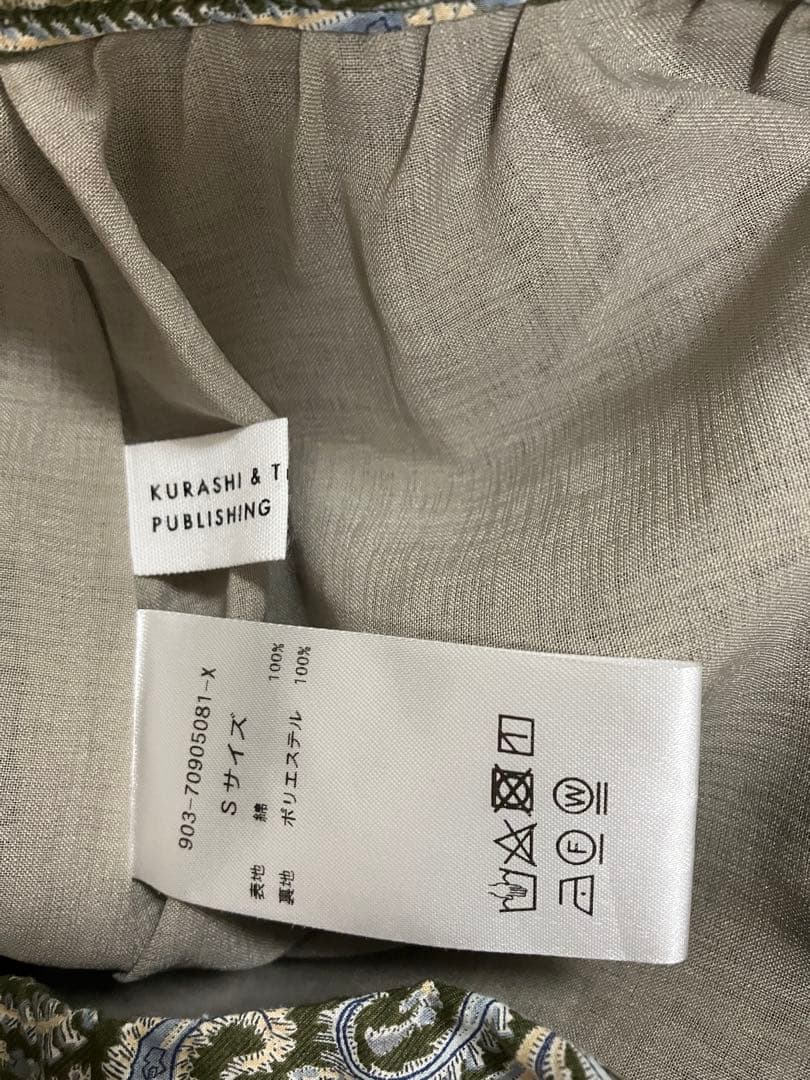 KURASHI & T
PUBLISHING
903-70905081-X
Sサイズ
表地 綿 100%
裏地 ポリエステル 100%
F W